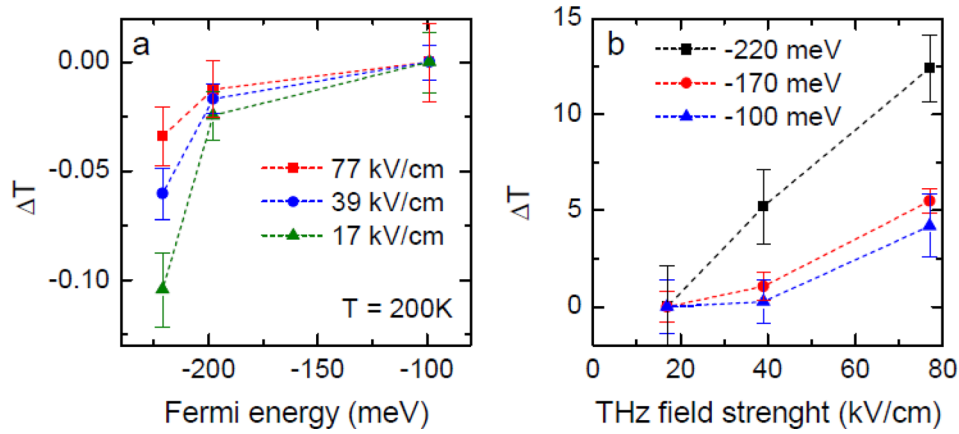 a
0.00
-0.05
-0.10
ΔT
77 kV/cm
39 kV/cm
17 kV/cm
T = 200K
-200
-150
-100
Fermi energy (meV)
b
15
10
5
0
ΔT
-220 meV
-170 meV
-100 meV
0
20
40
60
80
THz field strenght (kV/cm)